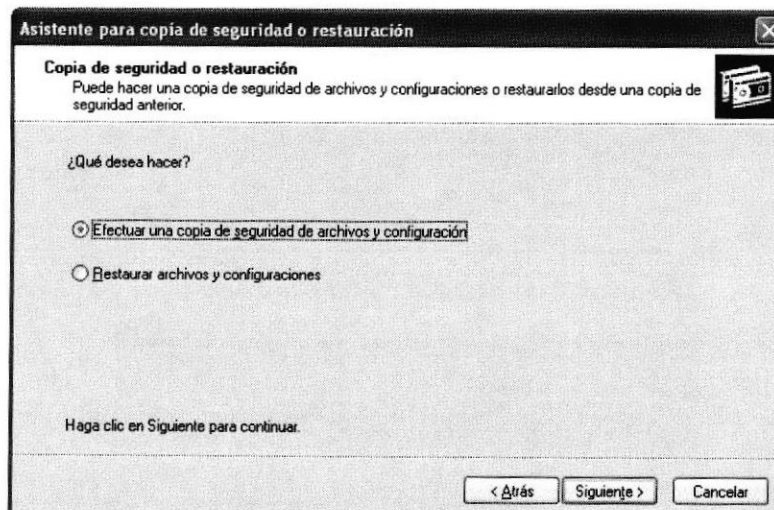 Asistente para copia de seguridad o restauración
Copia de seguridad o restauración
Puede hacer una copia de seguridad de archivos y configuraciones o restaurarlos desde una copia de
seguridad anterior.
¿Qué desea hacer?
Efectuar una copia de seguridad de archivos y configuración
Restaurar archivos y configuraciones
Haga clic en Siguiente para continuar.
< Atrás Siguiente > Cancelar